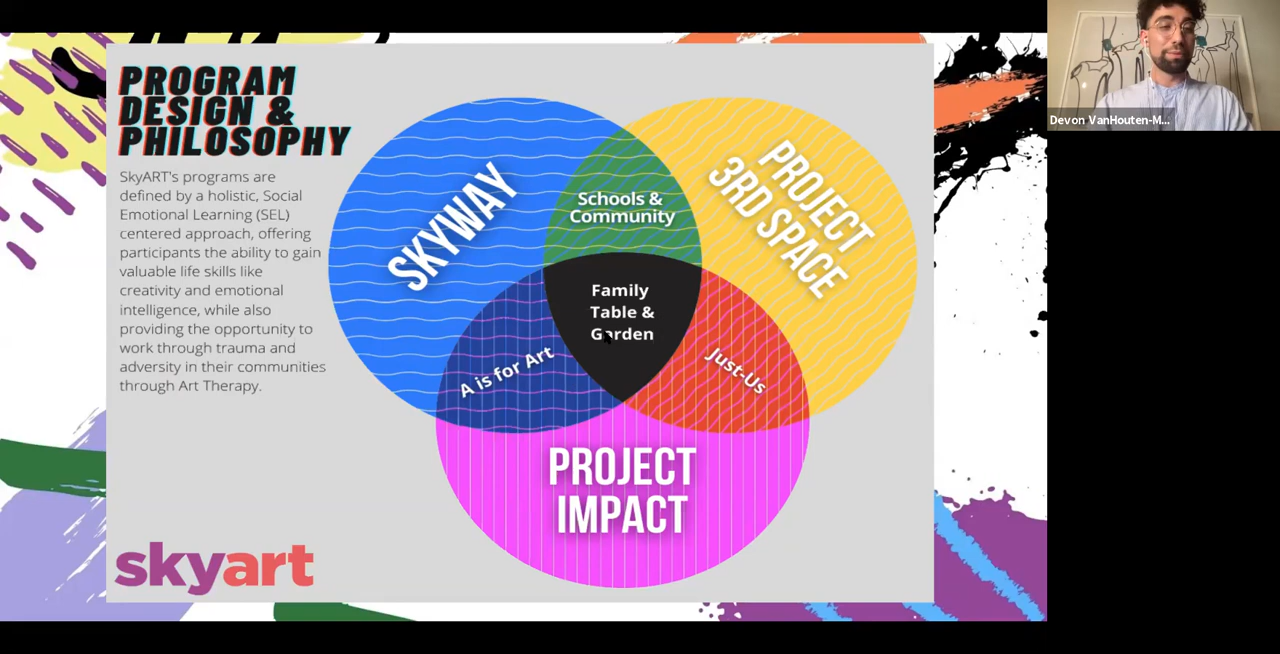 PROGRAM
DESIGN &
PHILOSOPHY
SkyART's programs are
defined by a holistic, Social
Emotional Learning (SEL)
centered approach, offering
participants the ability to gain
valuable life skills like
creativity and emotional
intelligence, while also
providing the opportunity to
work through trauma and
adversity in their communities
through Art Therapy.
SKYWAY
Schools &
Community
PROJECT
3RD SPACE
Family
Table &
Garden
A is for Art
Just-Us
PROJECT
IMPACT
skyart
Devon VanHouten-M...